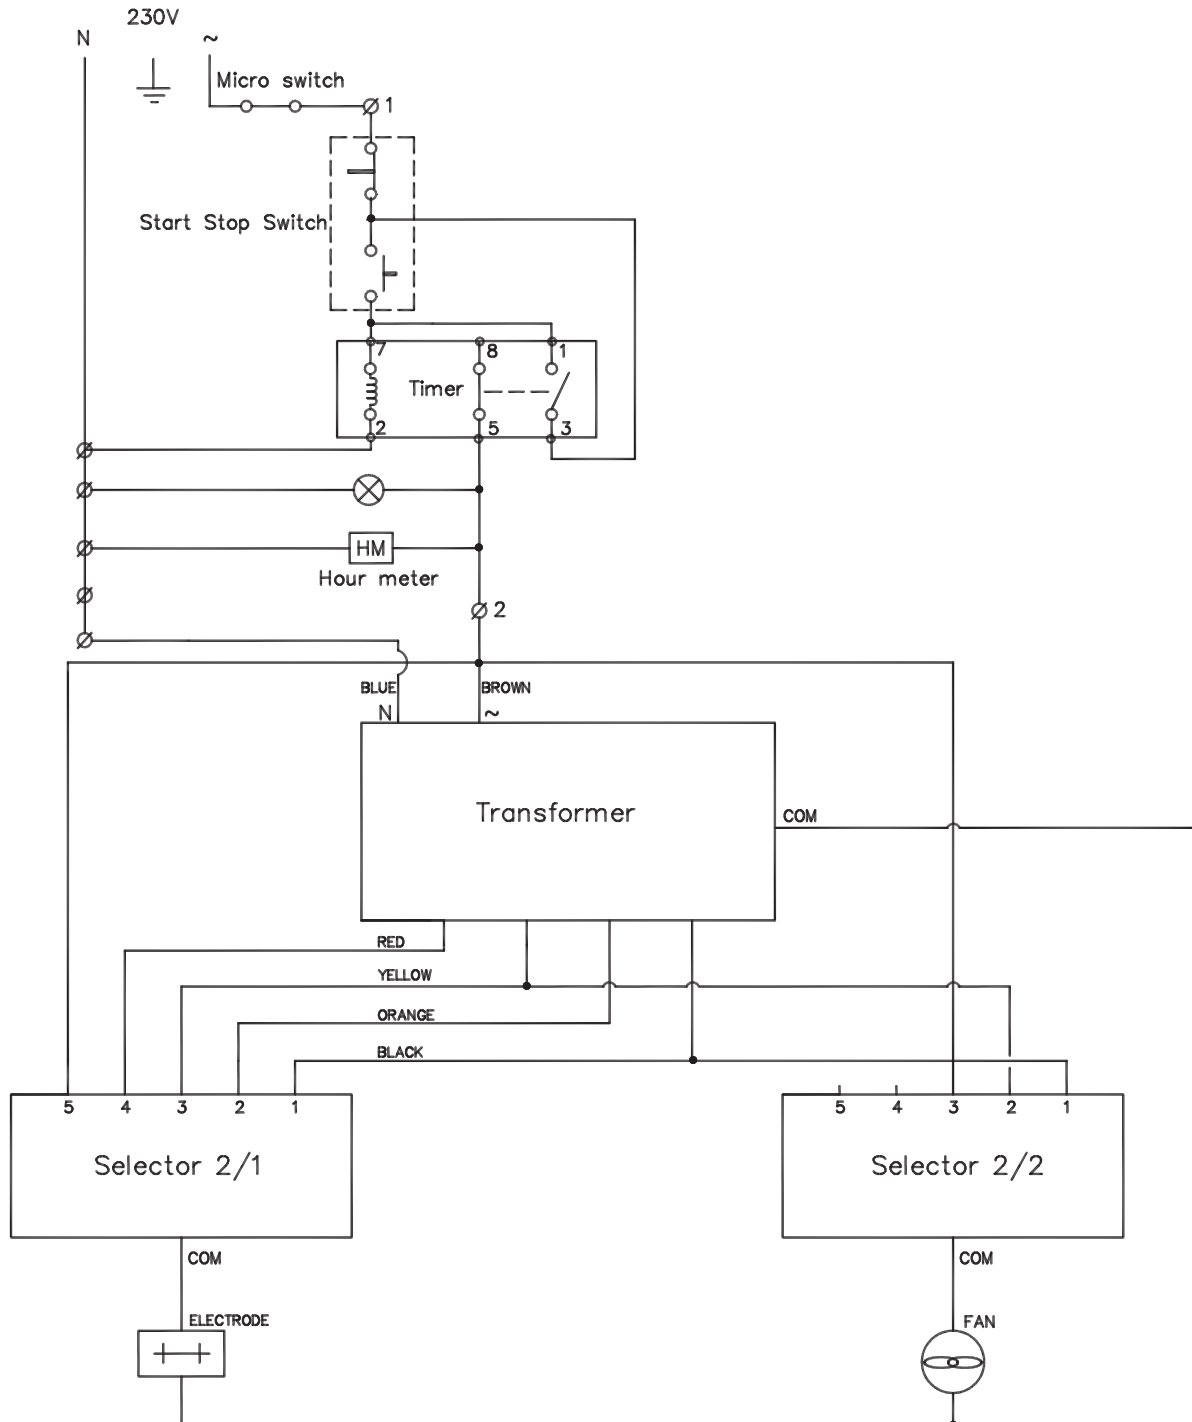 230V
N ~
Micro switch
1
Start Stop Switch
7 8 1
Timer
2 5 3
HM
Hour meter
2
BLUE BROWN
N ~
Transformer
COM
RED
YELLOW
ORANGE
BLACK
5 4 3 2 1
5 4 3 2 1
Selector 2/1
Selector 2/2
COM
COM
ELECTRODE
FAN